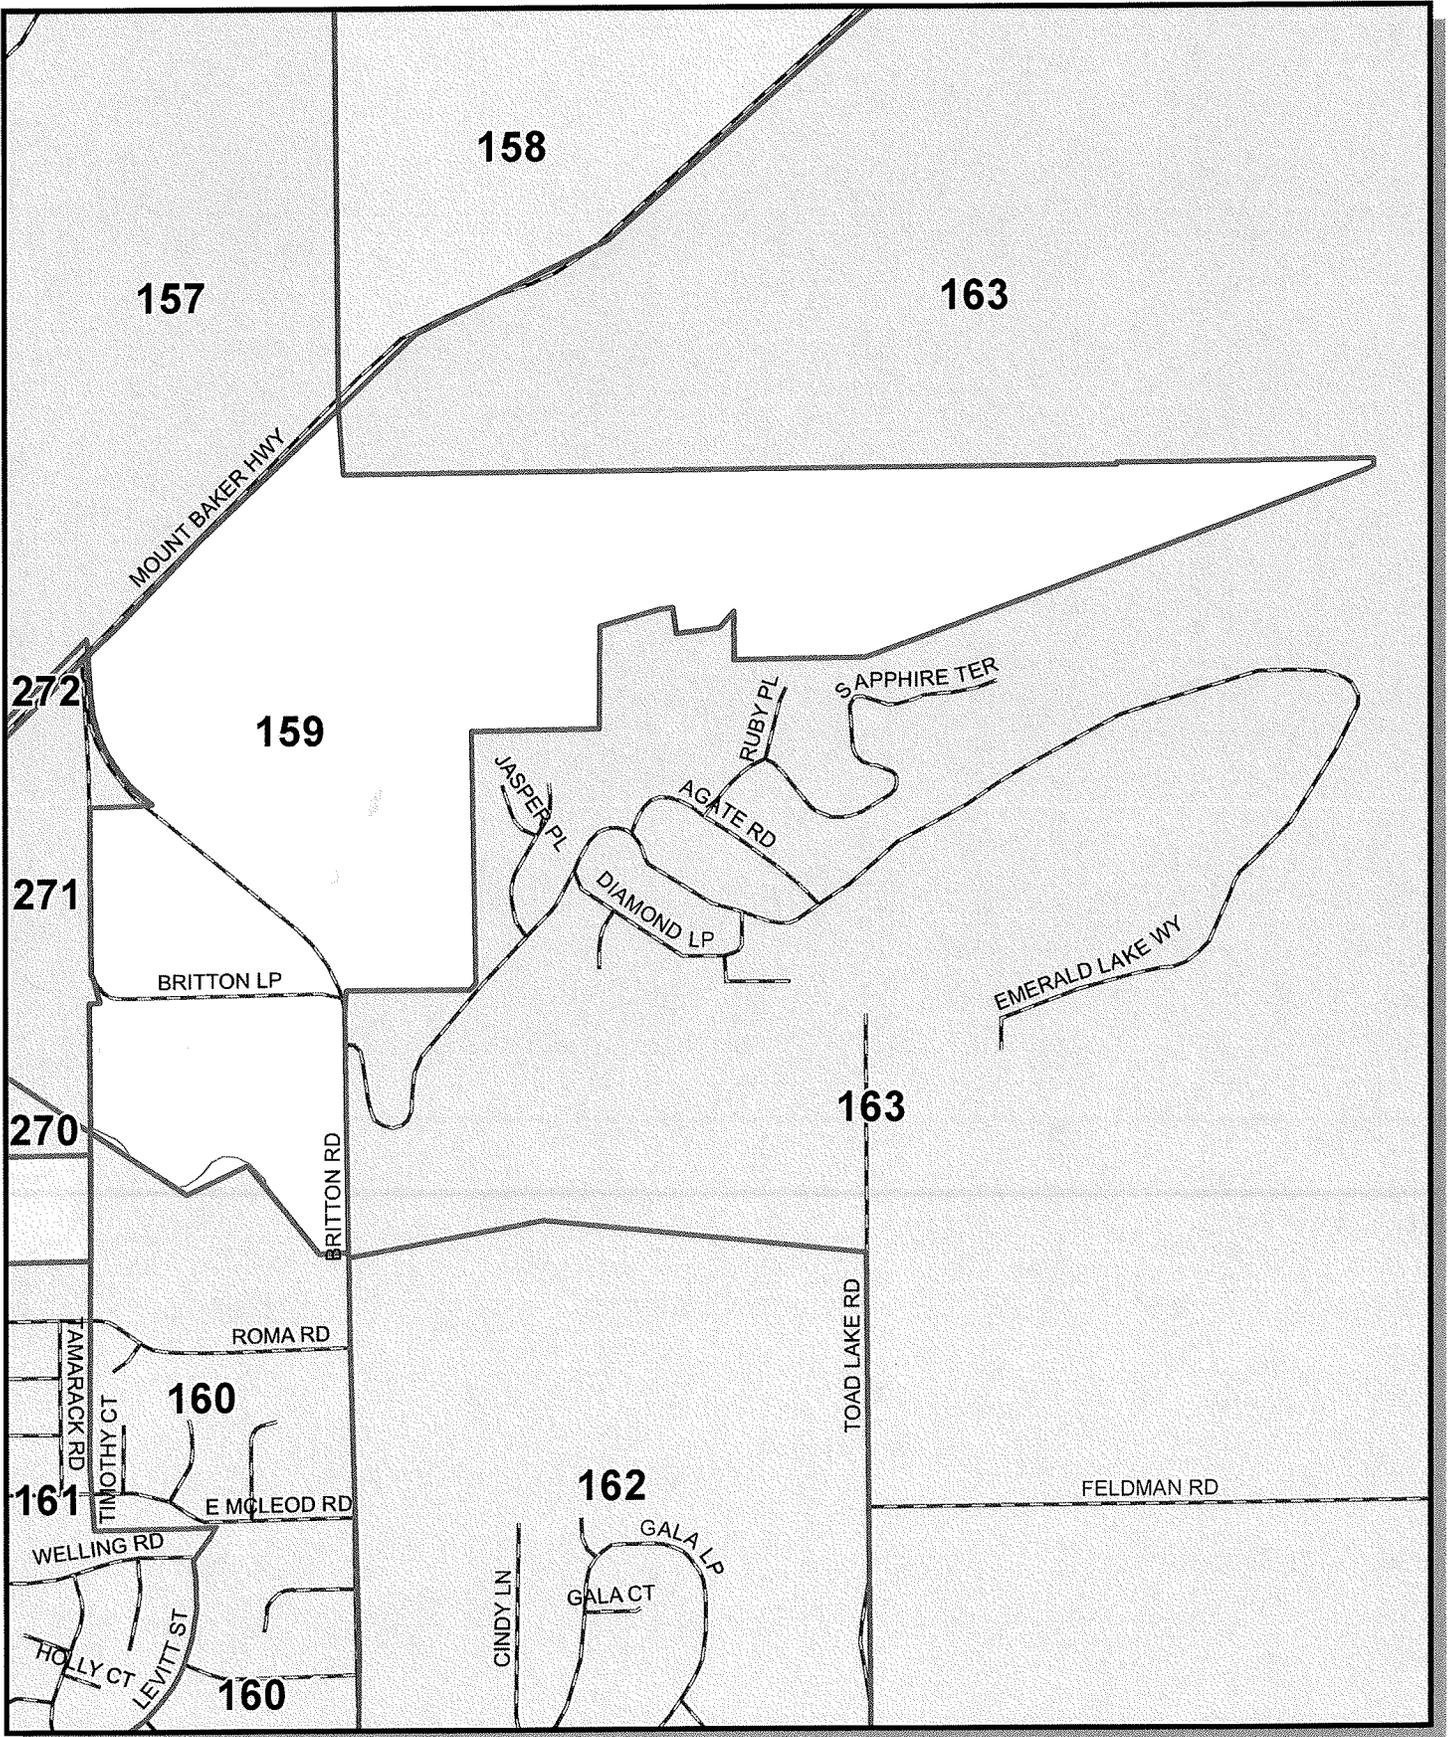 158
157
163
MOUNT BAKER HWY
272
159
S APPHIRE TER
RUBY PL
JASPER PL
AGATE RD
271
DIAMOND LP
BRITTON LP
EMERALD LAKE WY
163
270
BRITTON RD
TOAD LAKE RD
ROMA RD
TAMARACK RD
160
TIMOTHY CT
162
161
E MCLEOD RD
FELDMAN RD
WELLING RD
GALA LP
GALA CT
CINDY LN
LEVITT ST
HOLLY CT
160